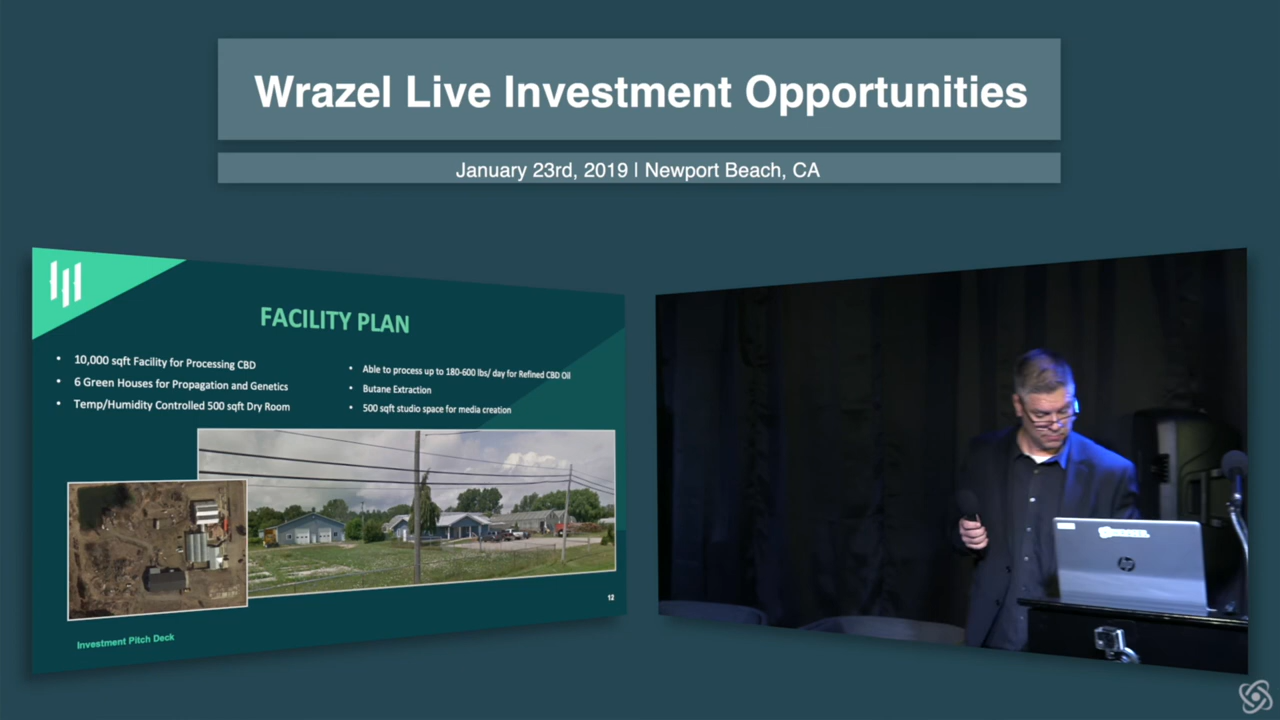 Wrazel Live Investment Opportunities
January 23rd, 2019 | Newport Beach, CA
FACILITY PLAN
• 10,000 sqft Facility for Processing CBD
• 6 Green Houses for Propagation and Genetics
• Temp/Humidity Controlled 500 sqft Dry Room
• Able to process up to 180-600 lbs/ day for Refined CBD Oil
• Butane Extraction
• 500 sqft studio space for media creation
12
Investment Pitch Deck
hp